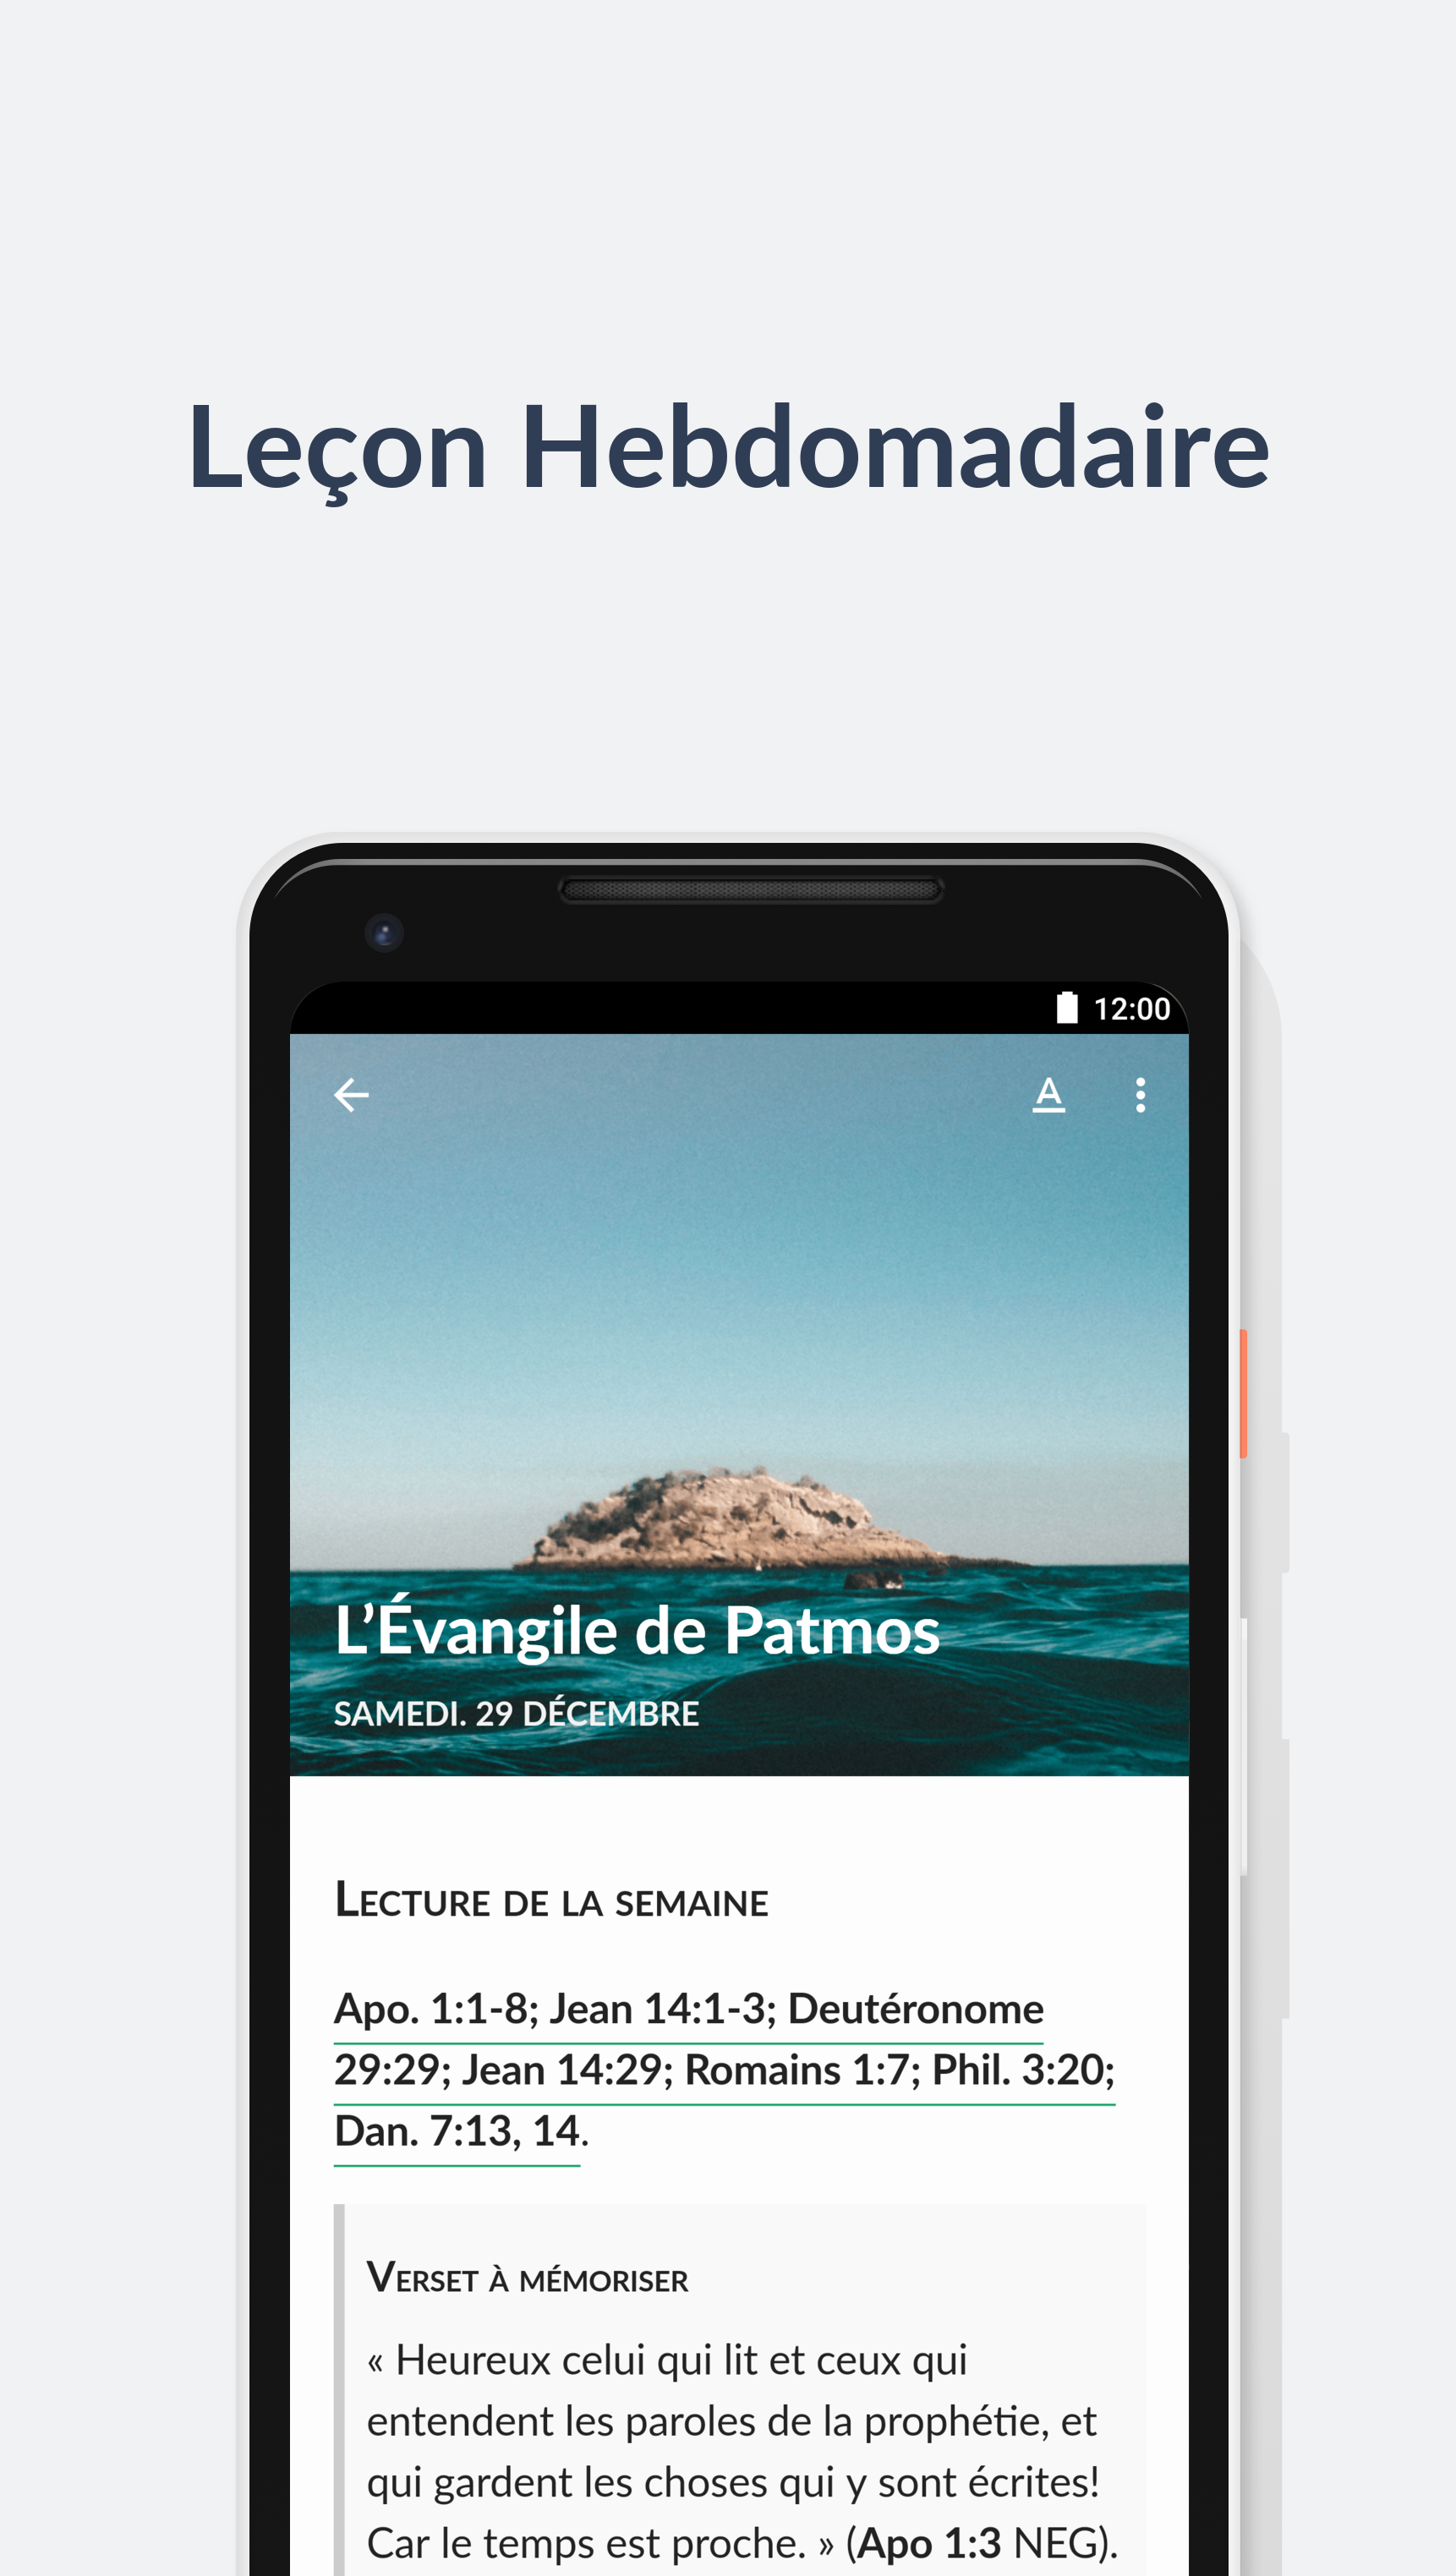 Leçon Hebdomadaire
12:00
A
L’Évangile de Patmos
SAMEDI. 29 DÉCEMBRE
Lecture de la semaine
Apo. 1:1-8; Jean 14:1-3; Deutéronome
29:29; Jean 14:29; Romains 1:7; Phil. 3:20;
Dan. 7:13, 14.
Verset à mémoriser
« Heureux celui qui lit et ceux qui
entendent les paroles de la prophétie, et
qui gardent les choses qui y sont écrites!
Car le temps est proche. » (Apo 1:3 NEG).